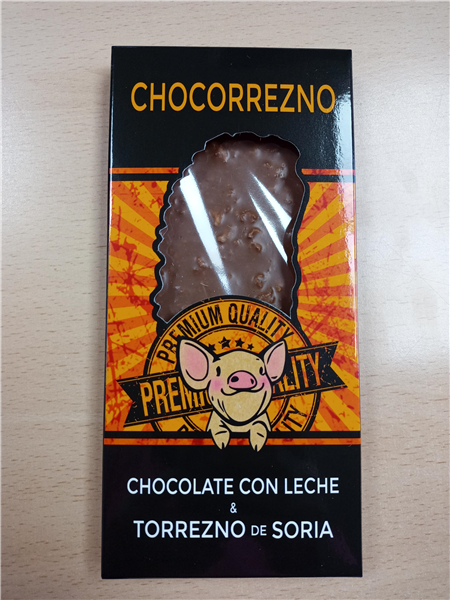 CHOCORREZNO
PREMIUM QUALITY
CHOCOLATE CON LECHE
&
TORREZNO DE SORIA